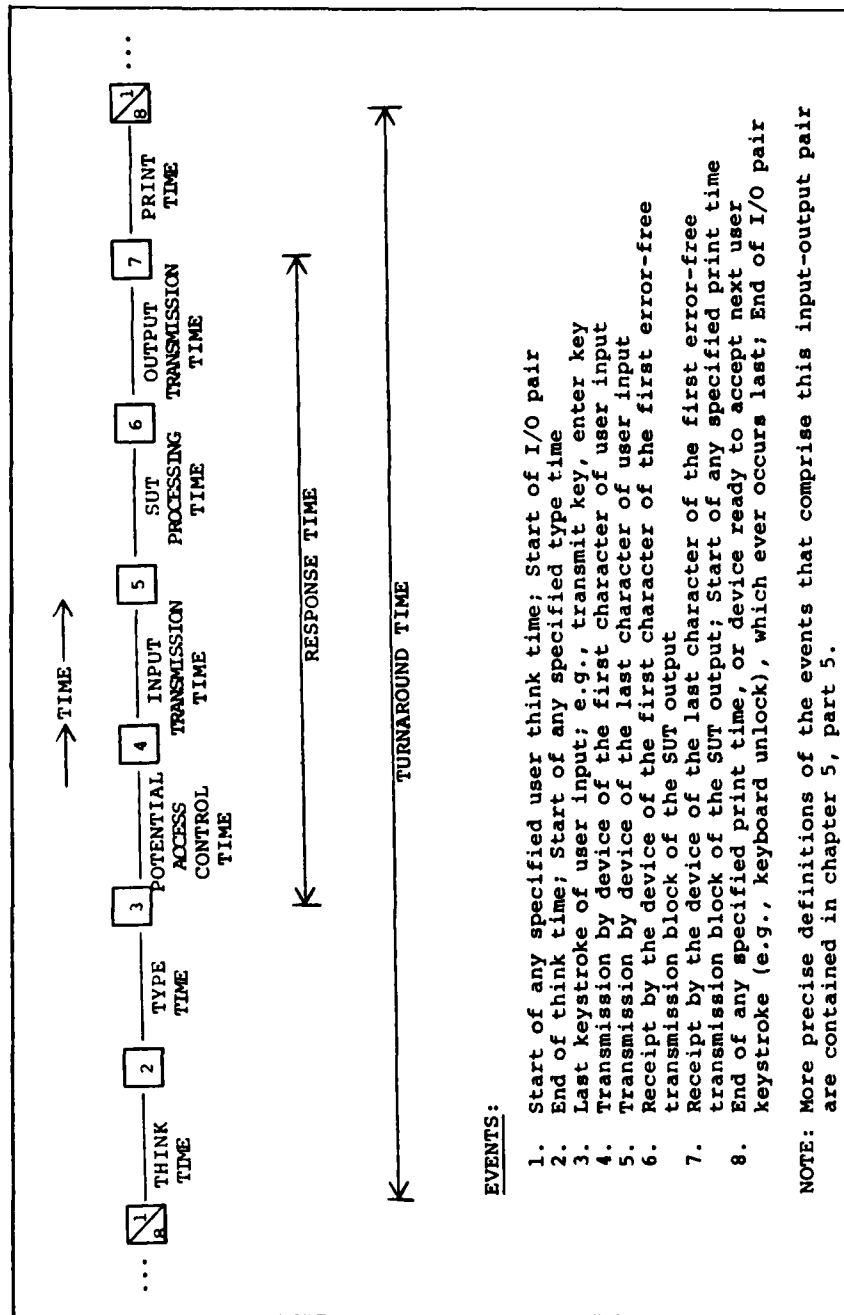 → TIME →
... 1/8 THINK TIME 2 TYPE TIME 3 POTENTIAL ACCESS CONTROL TIME 4 INPUT TRANSMISSION TIME 5 SUT PROCESSING TIME 6 OUTPUT TRANSMISSION TIME 7 PRINT TIME 1/8 ...
RESPONSE TIME
TURNAROUND TIME
EVENTS:
1. Start of any specified user think time; Start of I/O pair
2. End of think time; Start of any specified type time
3. Last keystroke of user input; e.g., transmit key, enter key
4. Transmission by device of the first character of user input
5. Transmission by device of the last character of user input
6. Receipt by the device of the first character of the first error-free
transmission block of the SUT output
7. Receipt by the device of the last character of the first error-free
transmission block of the SUT output; Start of any specified print time
8. End of any specified print time, or device ready to accept next user
keystroke (e.g., keyboard unlock), which ever occurs last; End of I/O pair
NOTE: More precise definitions of the events that comprise this input-output pair
are contained in chapter 5, part 5.